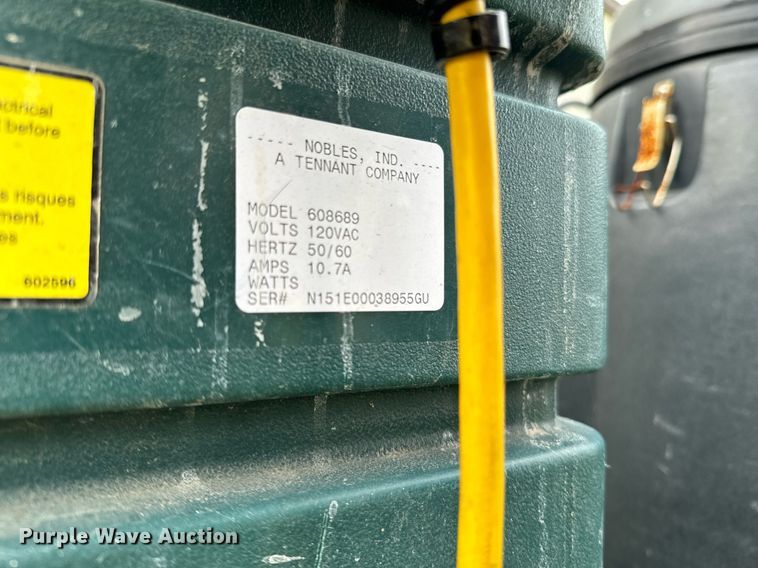 ctrical
before
s risques
ment.
es
602596
----- NOBLES, IND. ----
A TENNANT COMPANY
MODEL 608689
VOLTS 120VAC
HERTZ 50/60
AMPS 10.7A
WATTS
SER# N151E00038955GU
Purple Wave Auction